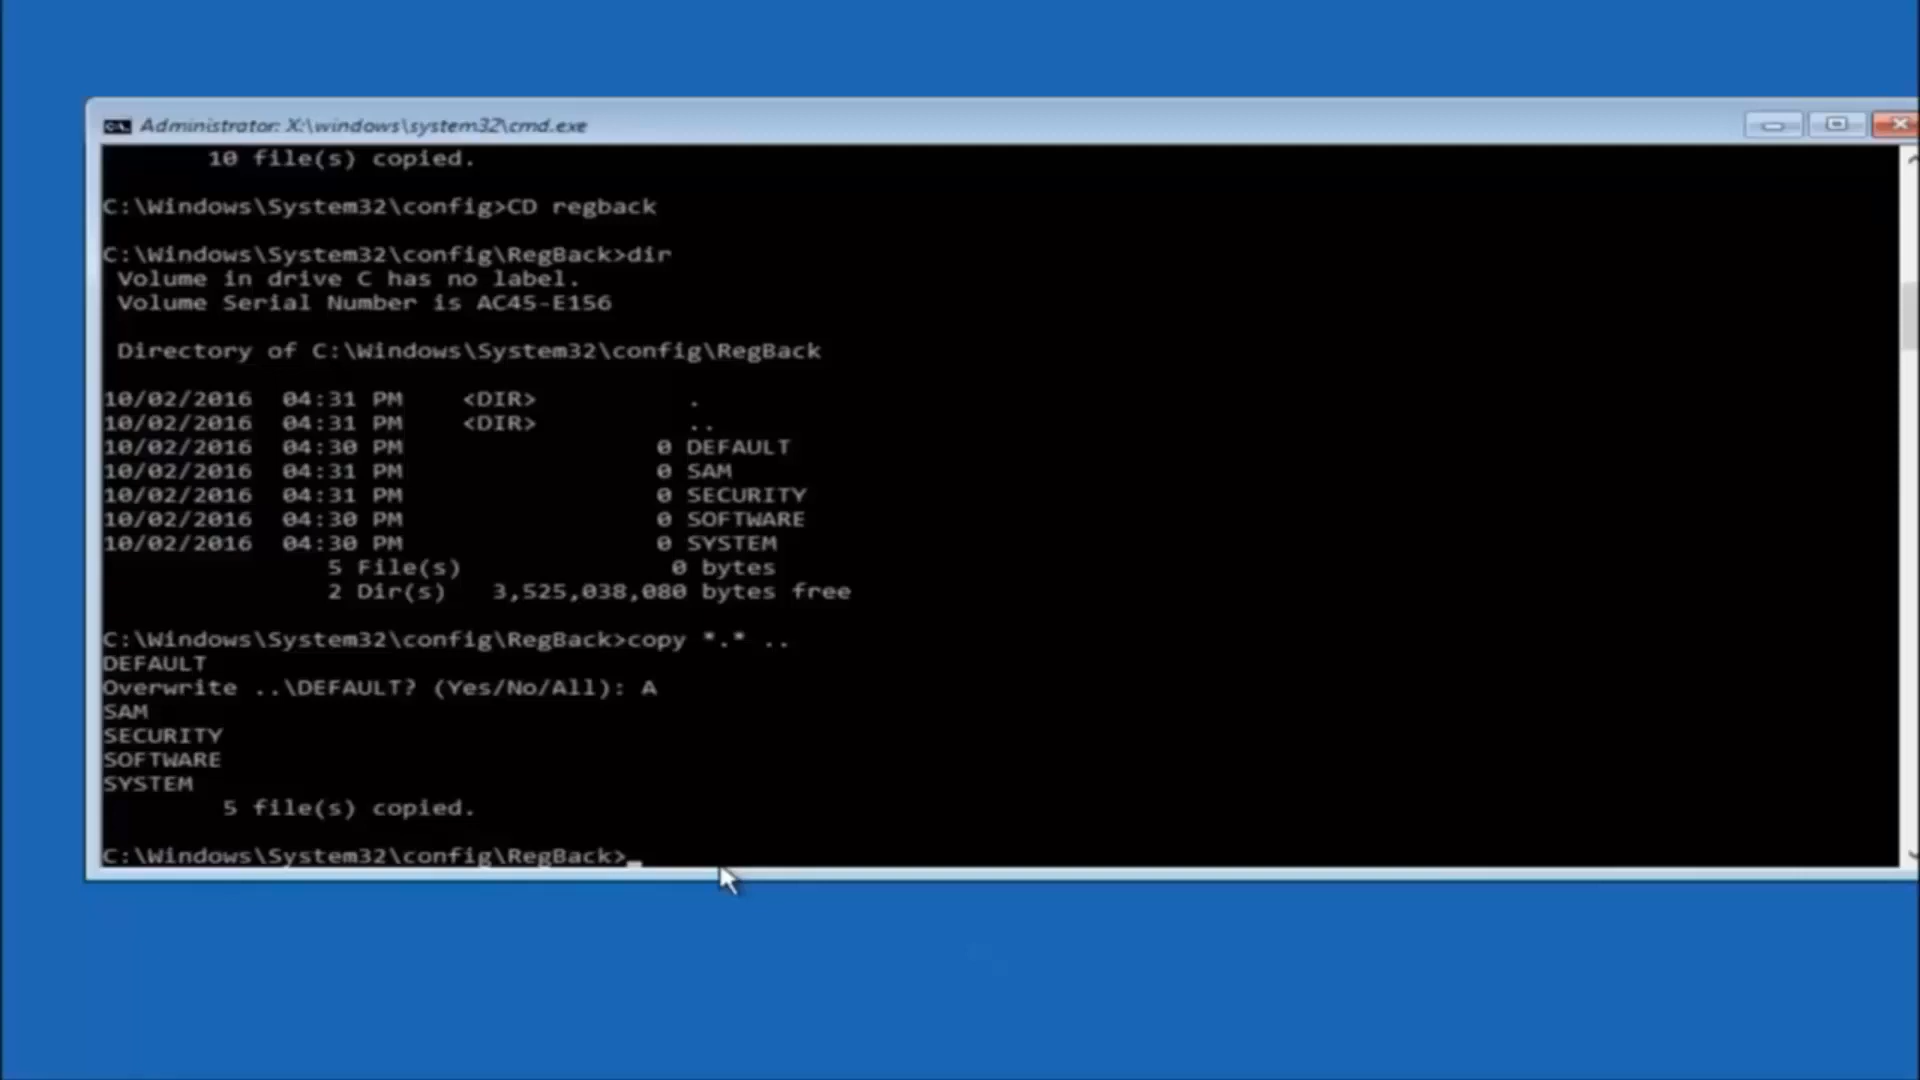 Administrator: X:\windows\system32\cmd.exe
10 file(s) copied.
C:\Windows\System32\config>CD regback
C:\Windows\System32\config\RegBack>dir
Volume in drive C has no label.
Volume Serial Number is AC45-E156
Directory of C:\Windows\System32\config\RegBack
10/02/2016 04:31 PM <DIR> .
10/02/2016 04:31 PM <DIR> ..
10/02/2016 04:30 PM 0 DEFAULT
10/02/2016 04:31 PM 0 SAM
10/02/2016 04:31 PM 0 SECURITY
10/02/2016 04:30 PM 0 SOFTWARE
10/02/2016 04:30 PM 0 SYSTEM
5 File(s) 0 bytes
2 Dir(s) 3,525,038,080 bytes free
C:\Windows\System32\config\RegBack>copy *.* ..
DEFAULT
Overwrite ..\DEFAULT? (Yes/No/All): A
SAM
SECURITY
SOFTWARE
SYSTEM
5 file(s) copied.
C:\Windows\System32\config\RegBack>_